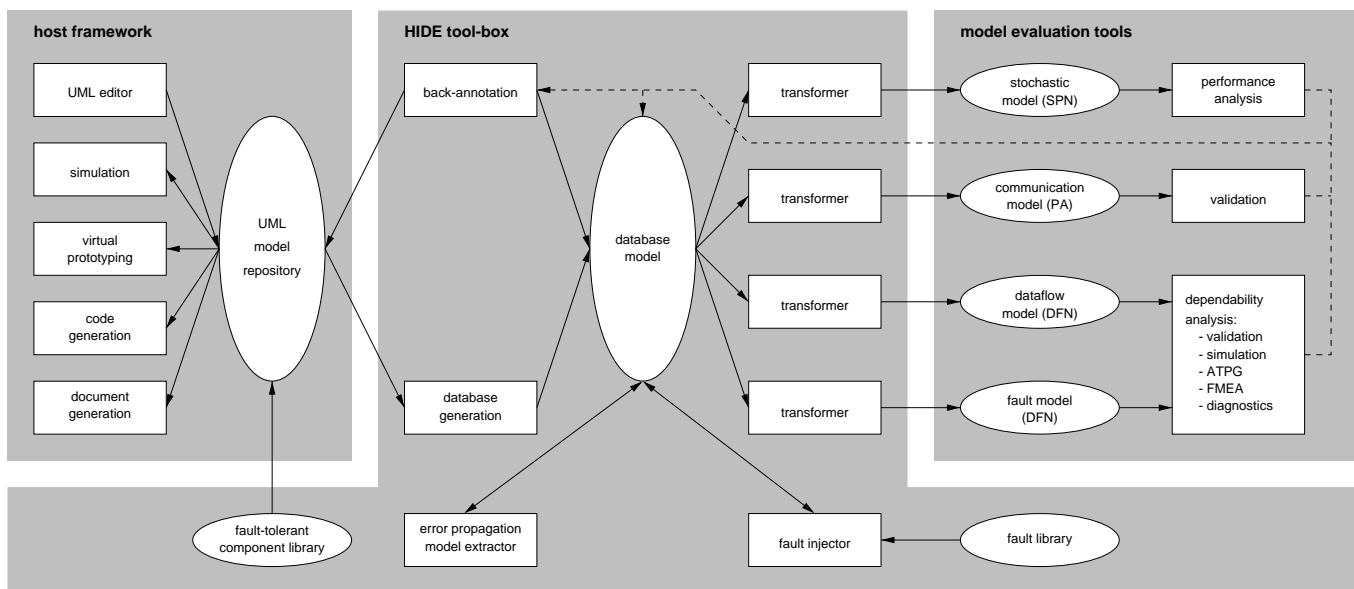 host framework
UML editor
simulation
virtual
prototyping
code
generation
document
generation
UML
model
repository
fault-tolerant
component library
HIDE tool-box
back-annotation
database
generation
error propagation
model extractor
database
model
transformer
transformer
transformer
transformer
fault injector
model evaluation tools
stochastic
model (SPN)
communication
model (PA)
dataflow
model (DFN)
fault model
(DFN)
fault library
performance
analysis
validation
dependability
analysis:
- validation
- simulation
- ATPG
- FMEA
- diagnostics